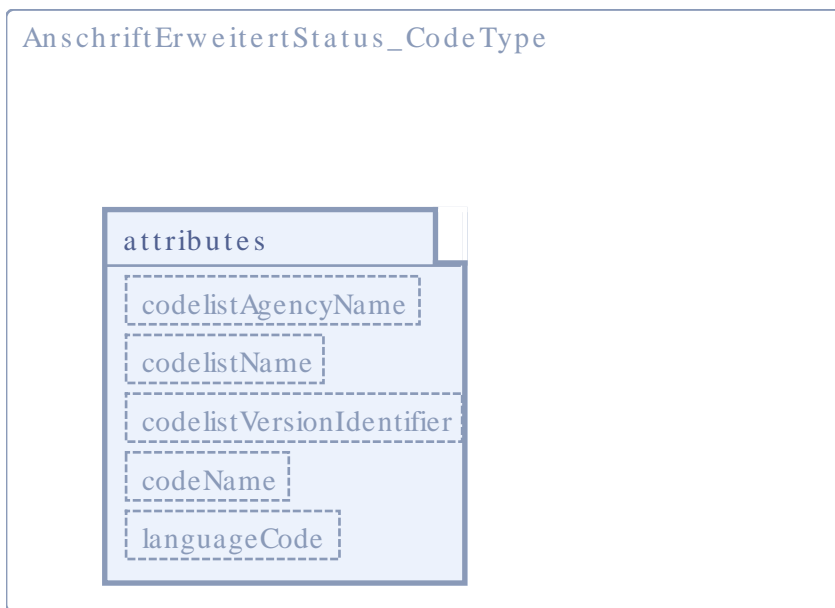 AnschriftErweitertStatus_CodeType
attributes
codelistAgencyName
codelistName
codelistVersionIdentifier
codeName
languageCode